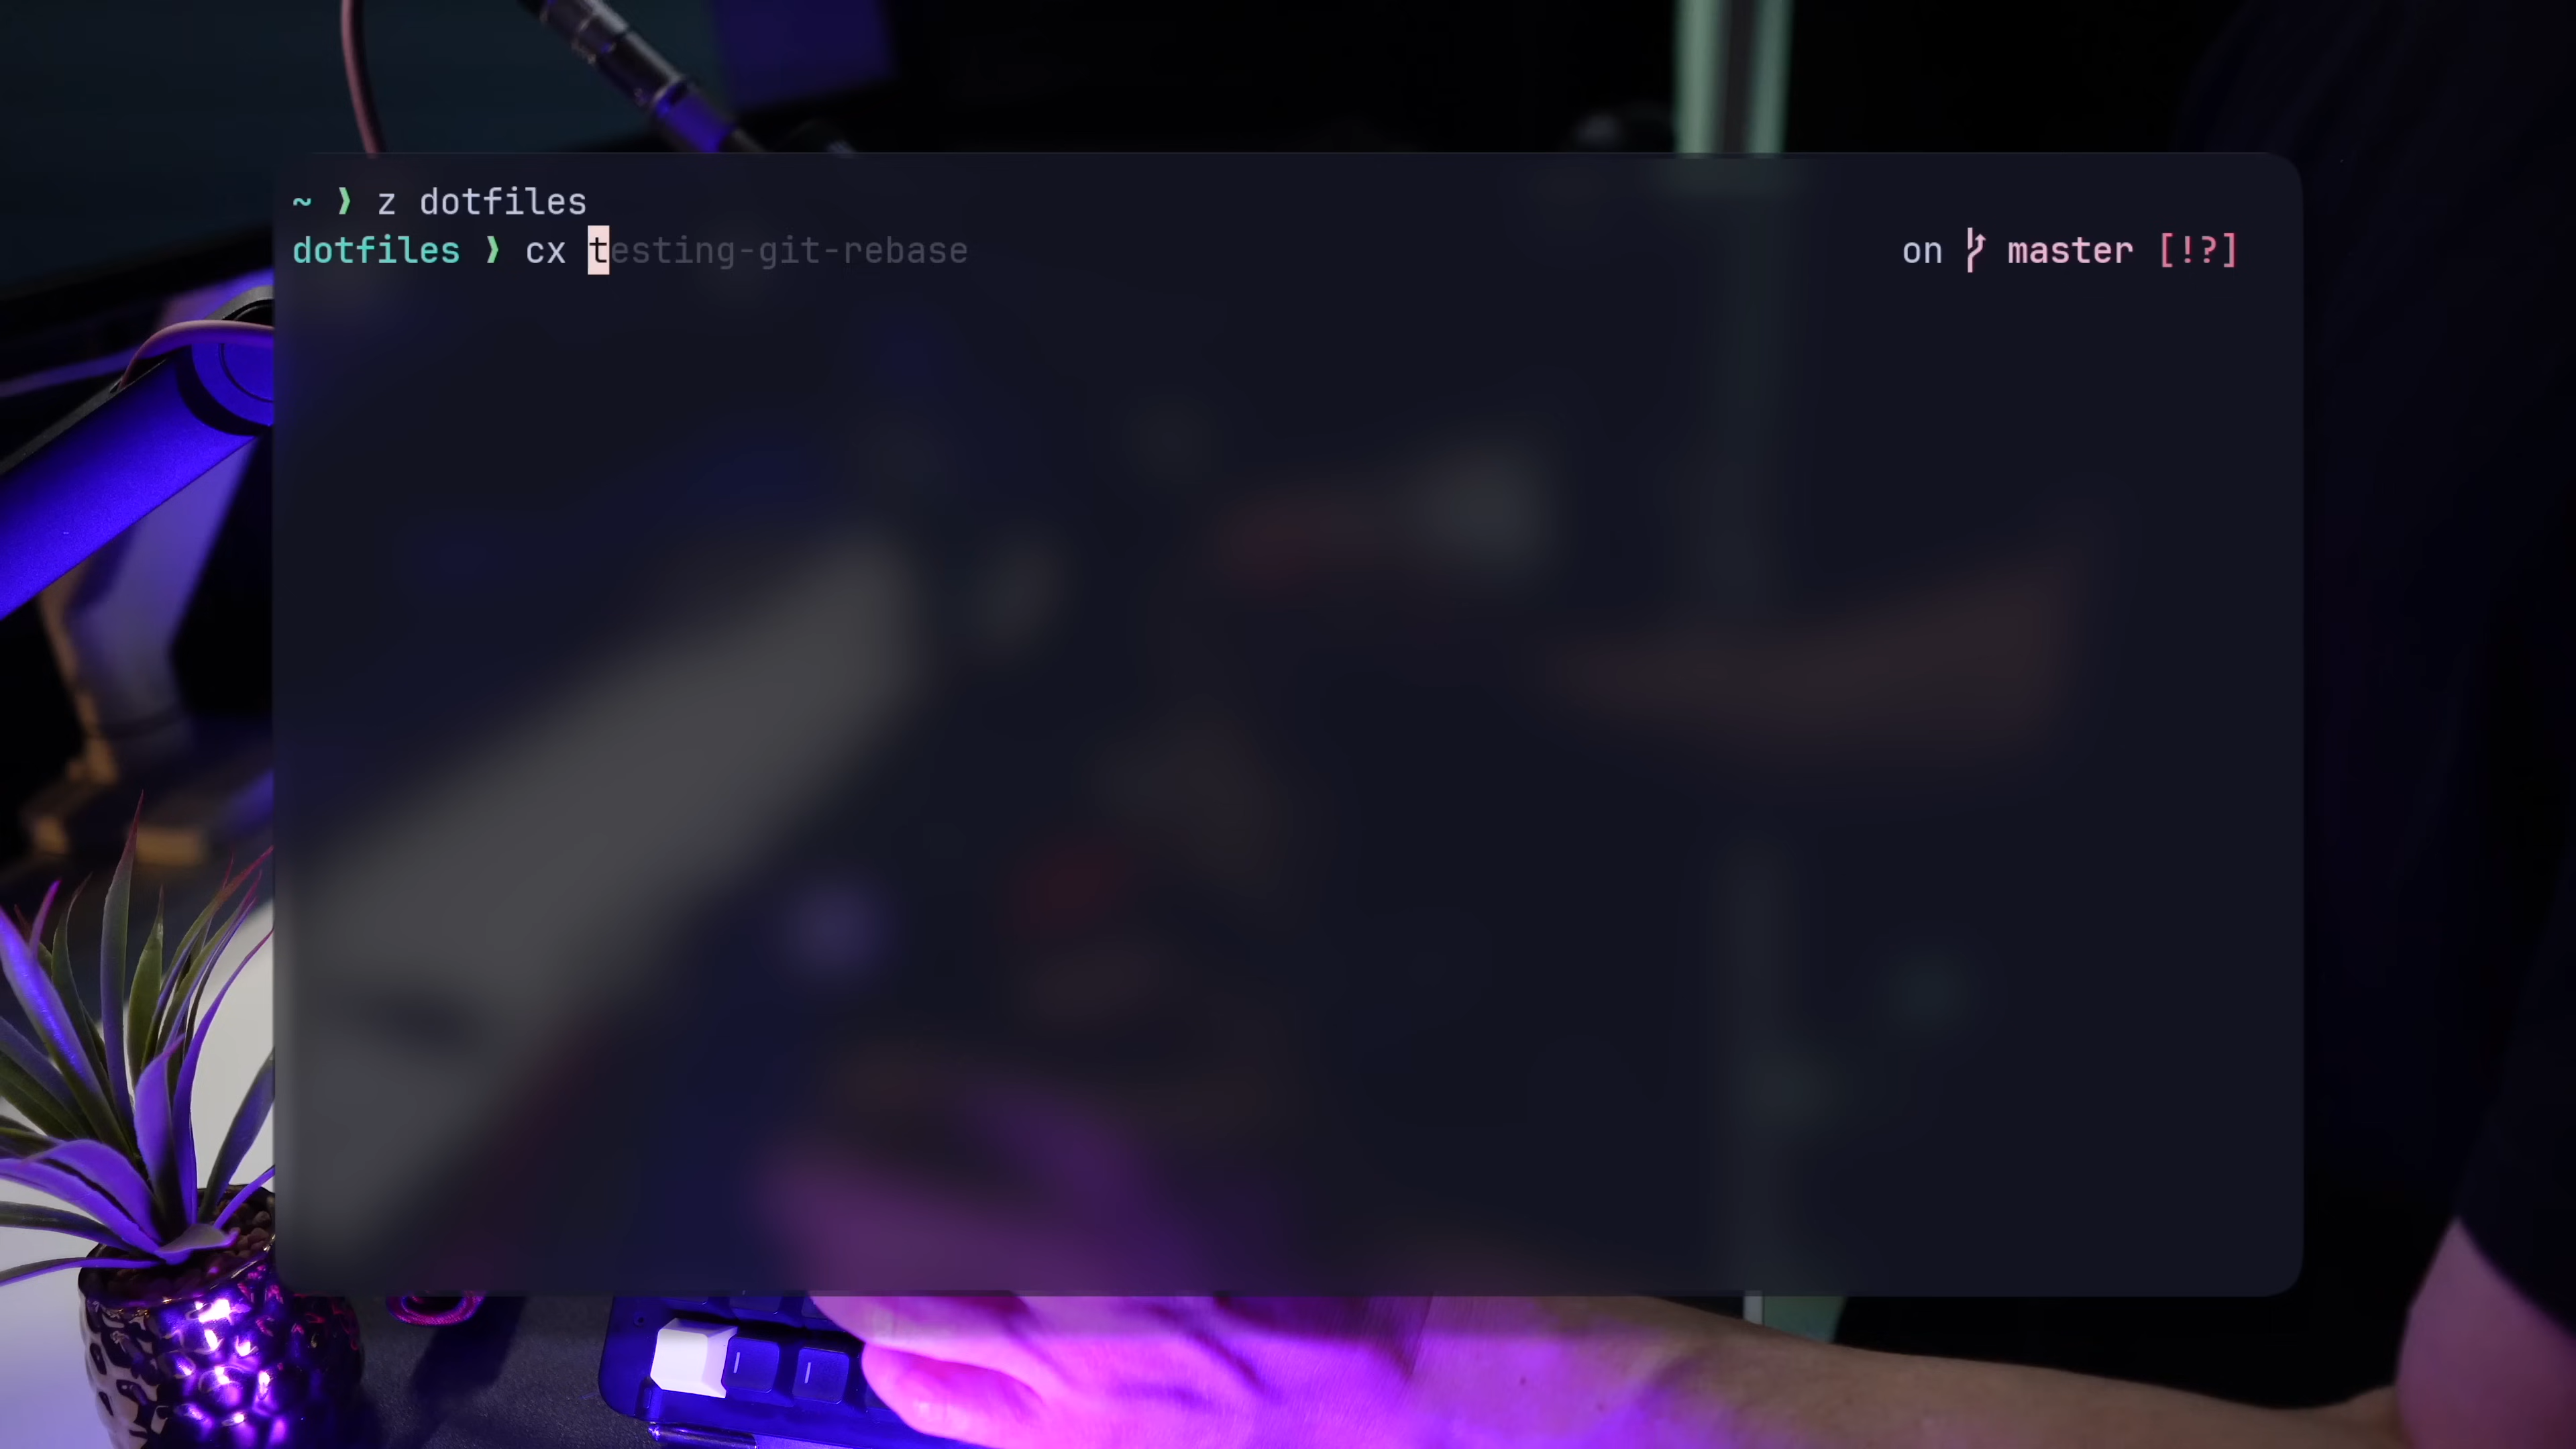 ~ ❯ z dotfiles
dotfiles ❯ cx testing-git-rebase on master [!?]